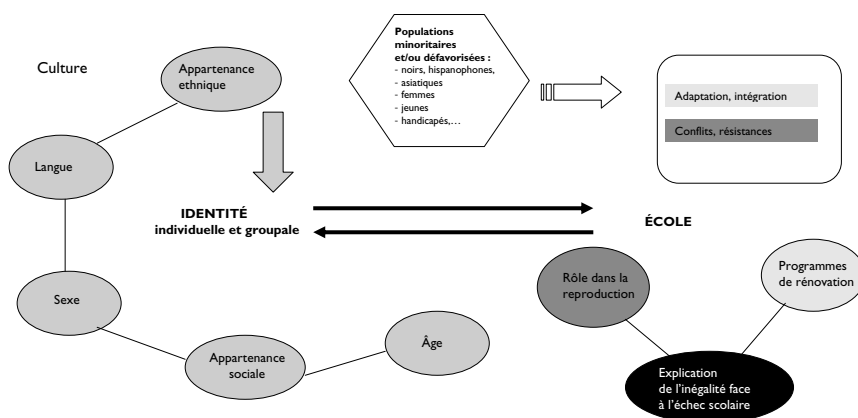 Culture
Appartenance
ethnique
Langue
Sexe
Appartenance
sociale
Âge
IDENTITÉ
individuelle et groupale
Populations
minoritaires
et/ou défavorisées :
- noirs, hispanophones,
- asiatiques
- femmes
- jeunes
- handicapés,…
Adaptation, intégration
Conflits, résistances
ÉCOLE
Rôle dans la
reproduction
Programmes
de rénovation
Explication
de l’inégalité face
à l’échec scolaire